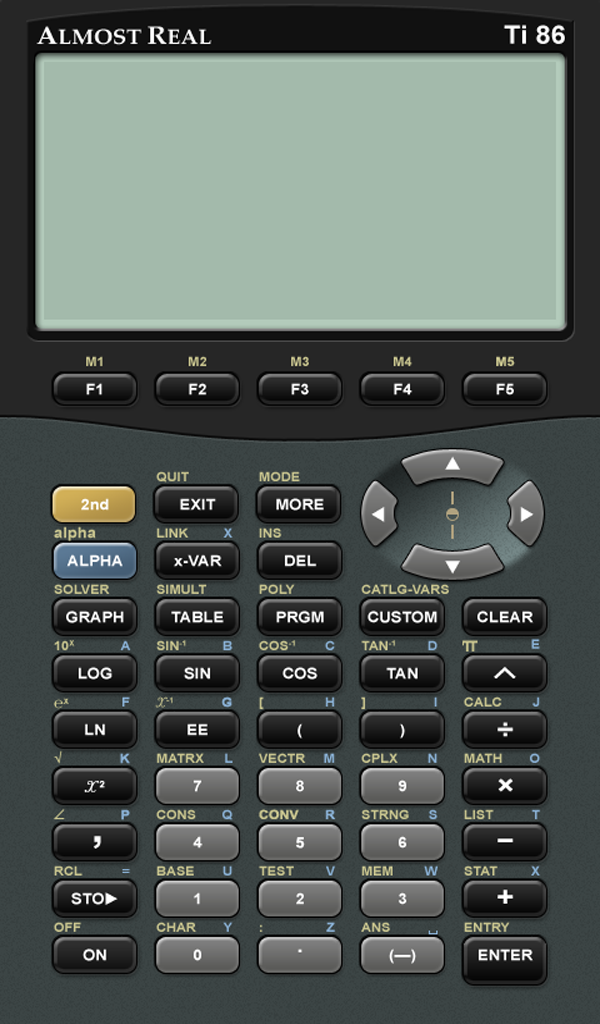 ALMOST REAL Ti 86
M1 M2 M3 M4 M5
F1 F2 F3 F4 F5
QUIT MODE
2nd EXIT MORE
alpha LINK X INS
ALPHA x-VAR DEL
SOLVER SIMULT POLY CATLG-VARS
GRAPH TABLE PRGM CUSTOM CLEAR
10ˣ A SIN⁻¹ B COS⁻¹ C TAN⁻¹ D π E
LOG SIN COS TAN ^
eˣ F x⁻¹ G [ H ] I CALC J
LN EE ( ) ÷
√ K MATRX L VECTR M CPLX N MATH O
x² 7 8 9 ×
∠ P CONS Q CONV R STRNG S LIST T
, 4 5 6 −
RCL = BASE U TEST V MEM W STAT X
STO▶ 1 2 3 +
OFF CHAR Y : Z ANS ␣ ENTRY
ON 0 . (—) ENTER